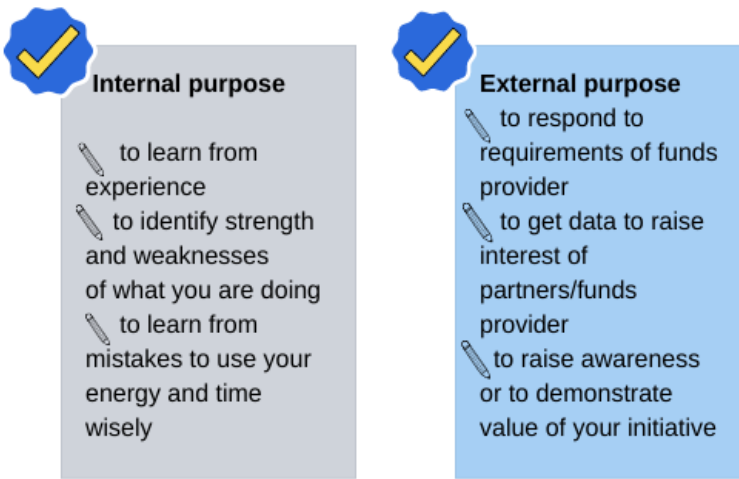 Internal purpose
to learn from
experience
to identify strength
and weaknesses
of what you are doing
to learn from
mistakes to use your
energy and time
wisely
External purpose
to respond to
requirements of funds
provider
to get data to raise
interest of
partners/funds
provider
to raise awareness
or to demonstrate
value of your initiative